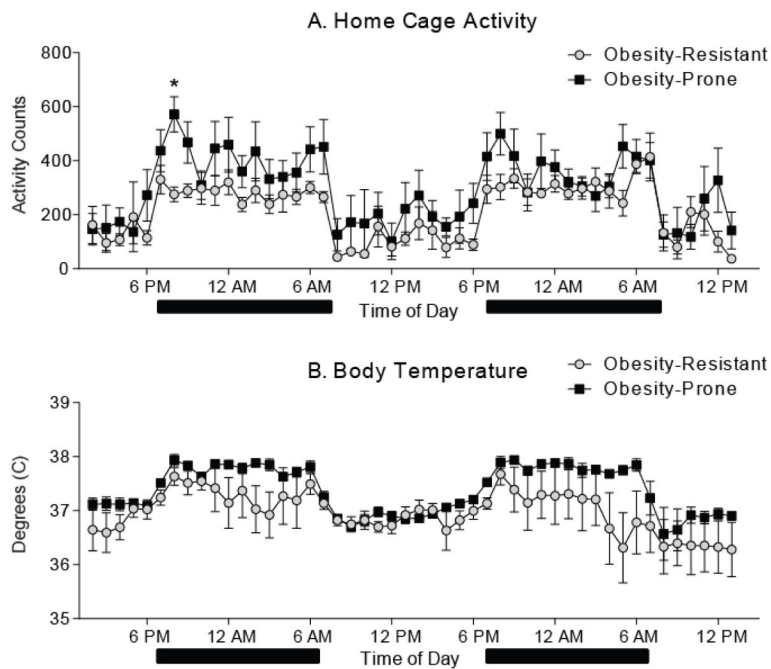 A. Home Cage Activity
Obesity-Resistant
Obesity-Prone
*
Activity Counts
800
600
400
200
0
6 PM 12 AM 6 AM 12 PM 6 PM 12 AM 6 AM 12 PM
Time of Day
B. Body Temperature
Obesity-Resistant
Obesity-Prone
Degrees (C)
39
38
37
36
35
6 PM 12 AM 6 AM 12 PM 6 PM 12 AM 6 AM 12 PM
Time of Day